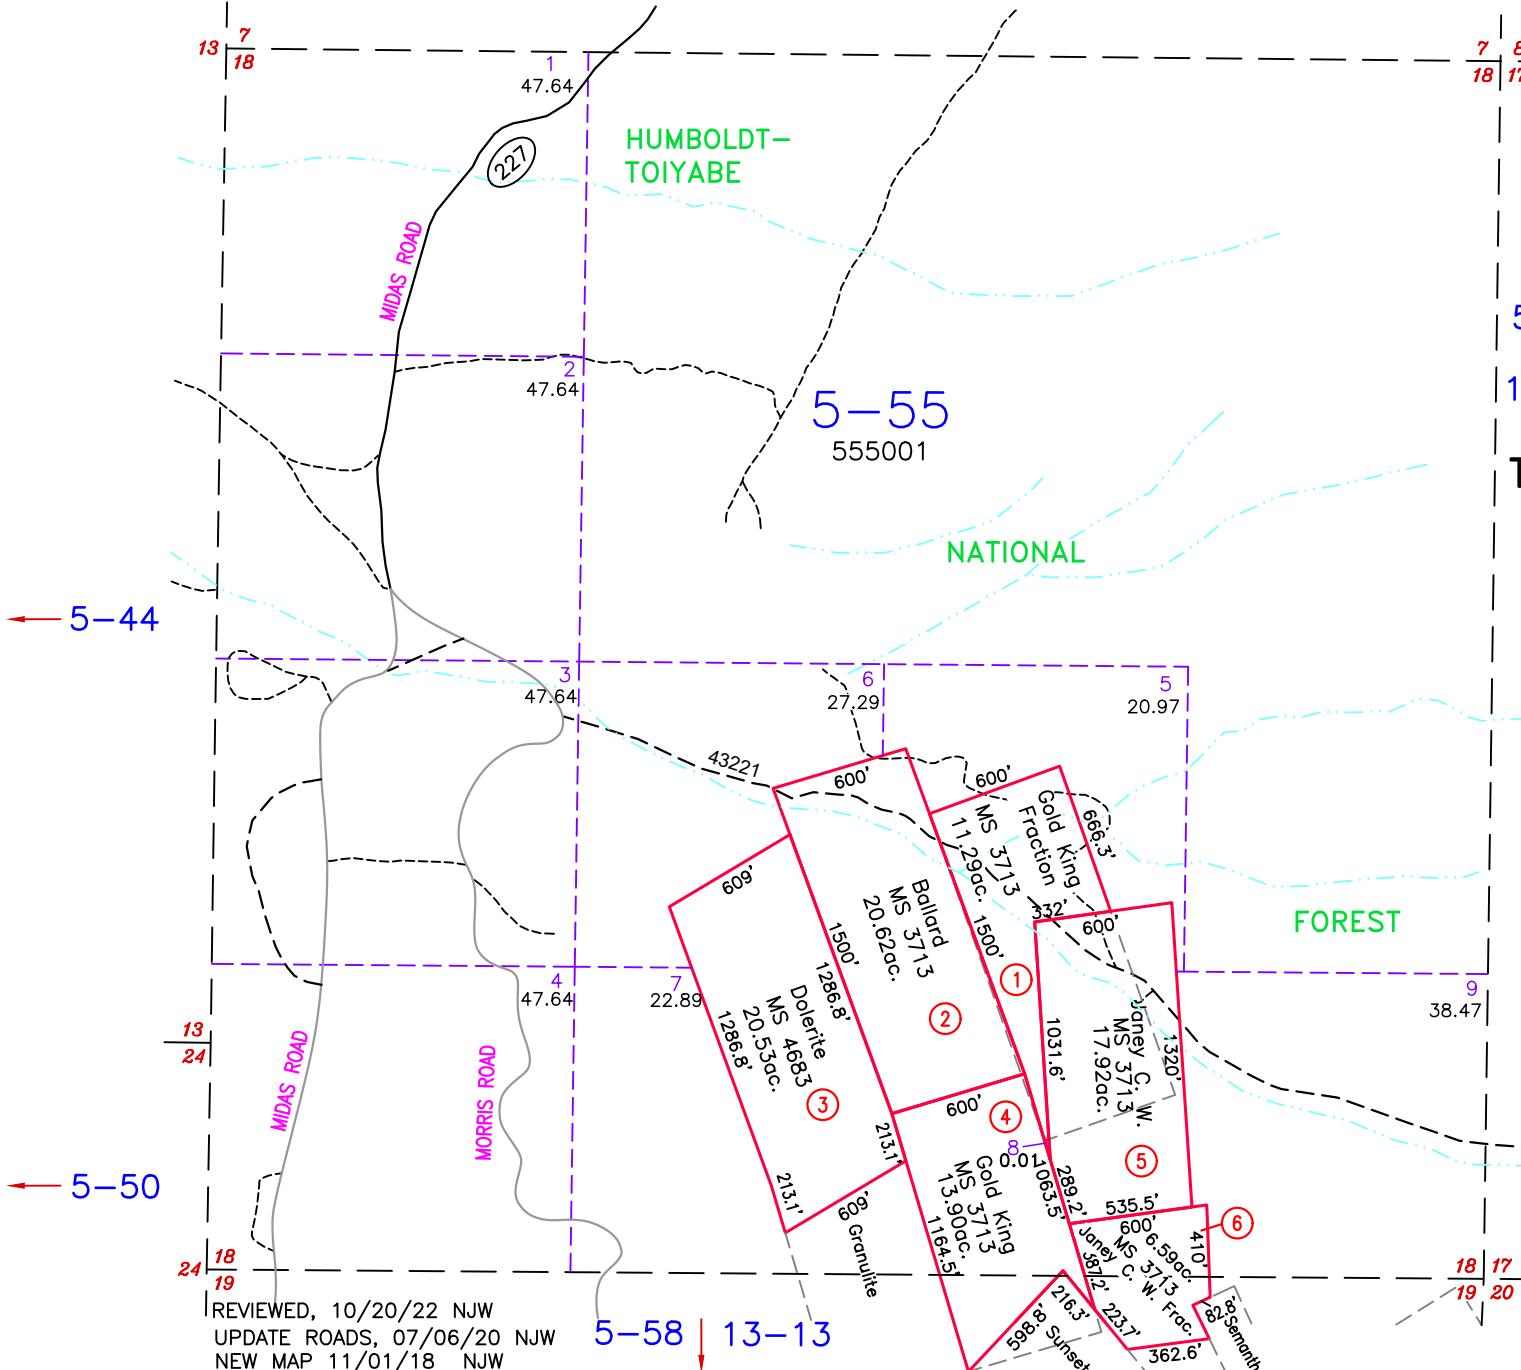 13 7
18
7 8
18 17
1
47.64
HUMBOLDT-
TOIYABE
227
MIDAS ROAD
2
47.64
5-55
555001
NATIONAL
5-44
3
47.64
6
27.29
5
20.97
43221
600'
600'
Gold King
Fraction
MS 3713
11.29ac.
666.3'
609'
Ballard
MS 3713
20.62ac.
1500'
1500'
332'
600'
FOREST
1286.8'
1286.8'
4
47.64
7
22.89
9
38.47
Dolerite
MS 4683
20.53ac.
1
2
3
4
5
6
1031.6'
Janey C. W.
MS 3713
17.92ac.
1320'
13
24
MIDAS ROAD
MORRIS ROAD
600'
213.1'
213.1'
8
0.01
Gold King
MS 3713
13.90ac.
1063.5'
289.2'
535.5'
600'
609'
Granulite
1164.5'
6.59ac.
MS 3713
Janey C. W. Frac.
387.2'
410'
5-50
24 18
19
18 17
19 20
216.3'
223.7'
598.8'
Sunset
362.6'
82.8'
REVIEWED, 10/20/22 NJW
UPDATE ROADS, 07/06/20 NJW
NEW MAP 11/01/18 NJW
5-58 13-13